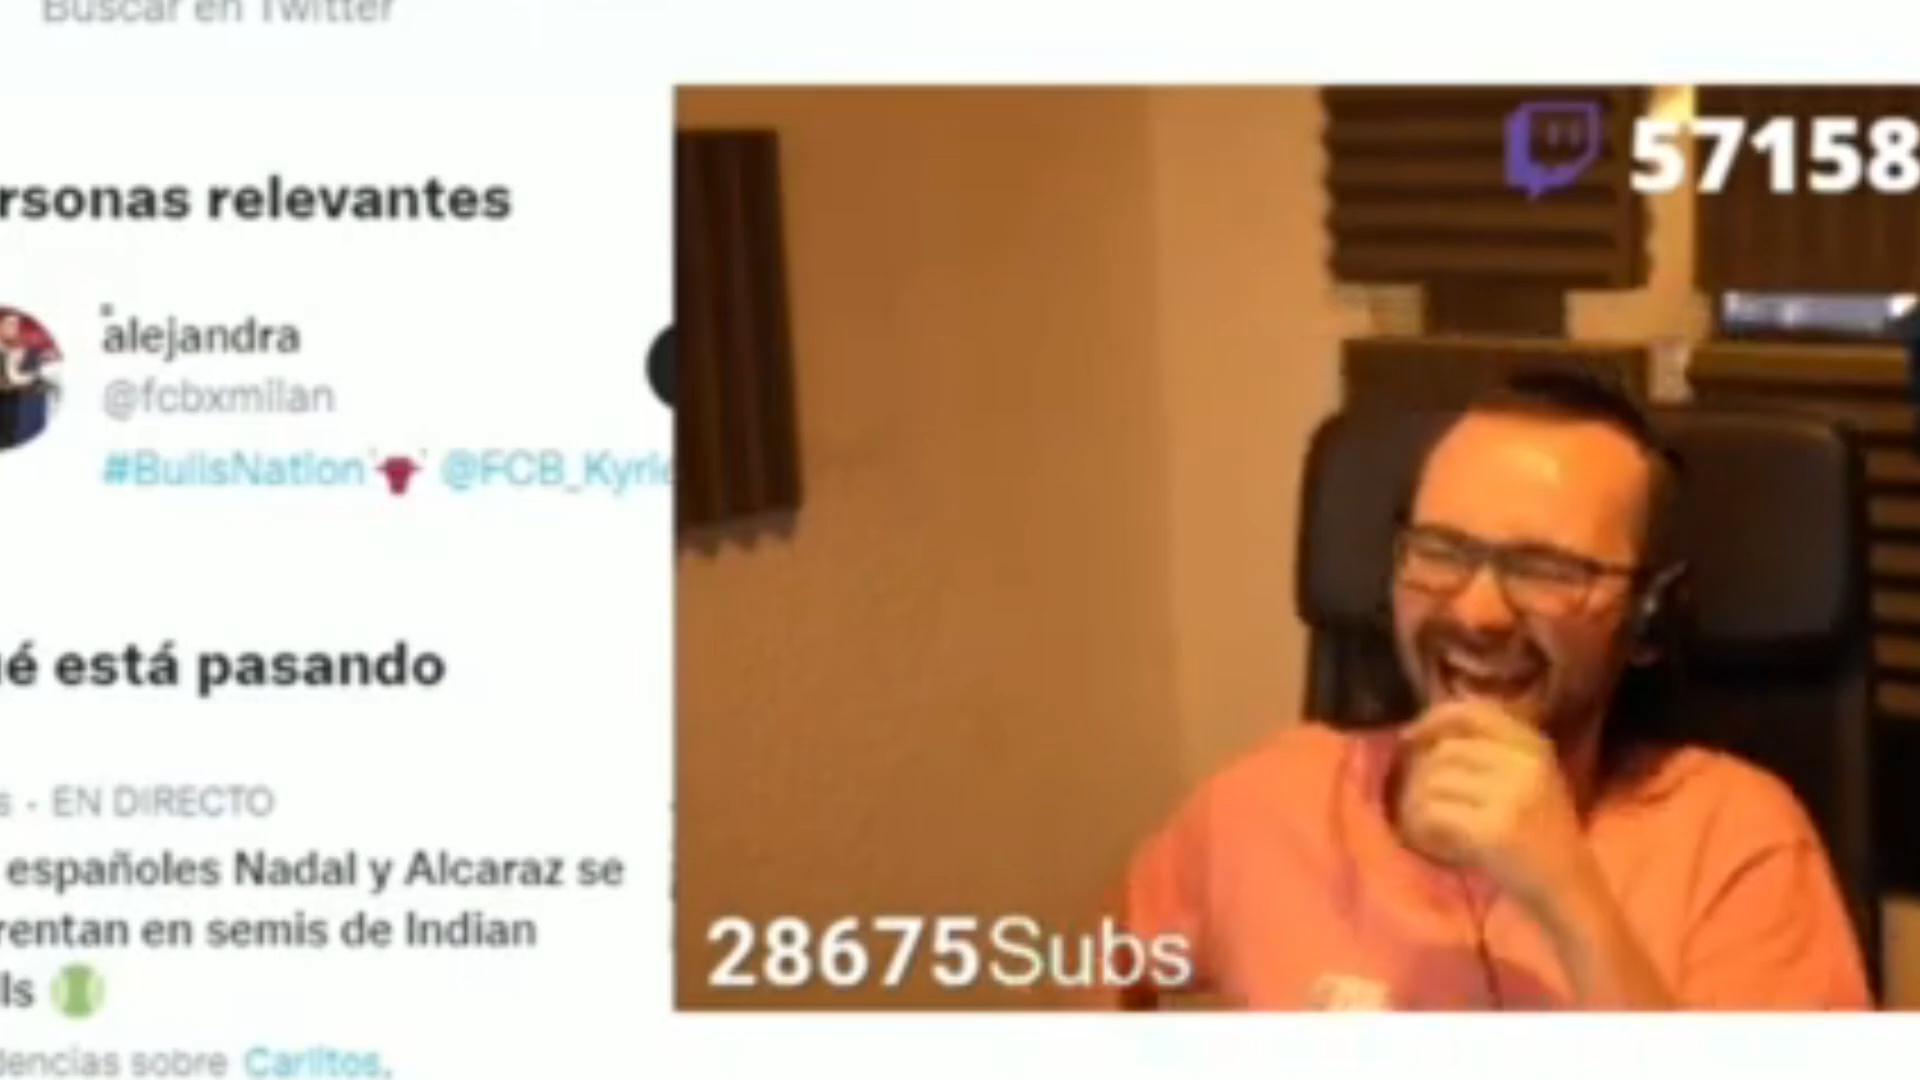 Buscar en Twitter
rsonas relevantes
alejandra
@fcbxmilan
#BullsNation @FCB_Kyrie
é está pasando
s · EN DIRECTO
españoles Nadal y Alcaraz se
rentan en semis de Indian
ls
dencias sobre Carlitos,
57158
28675Subs